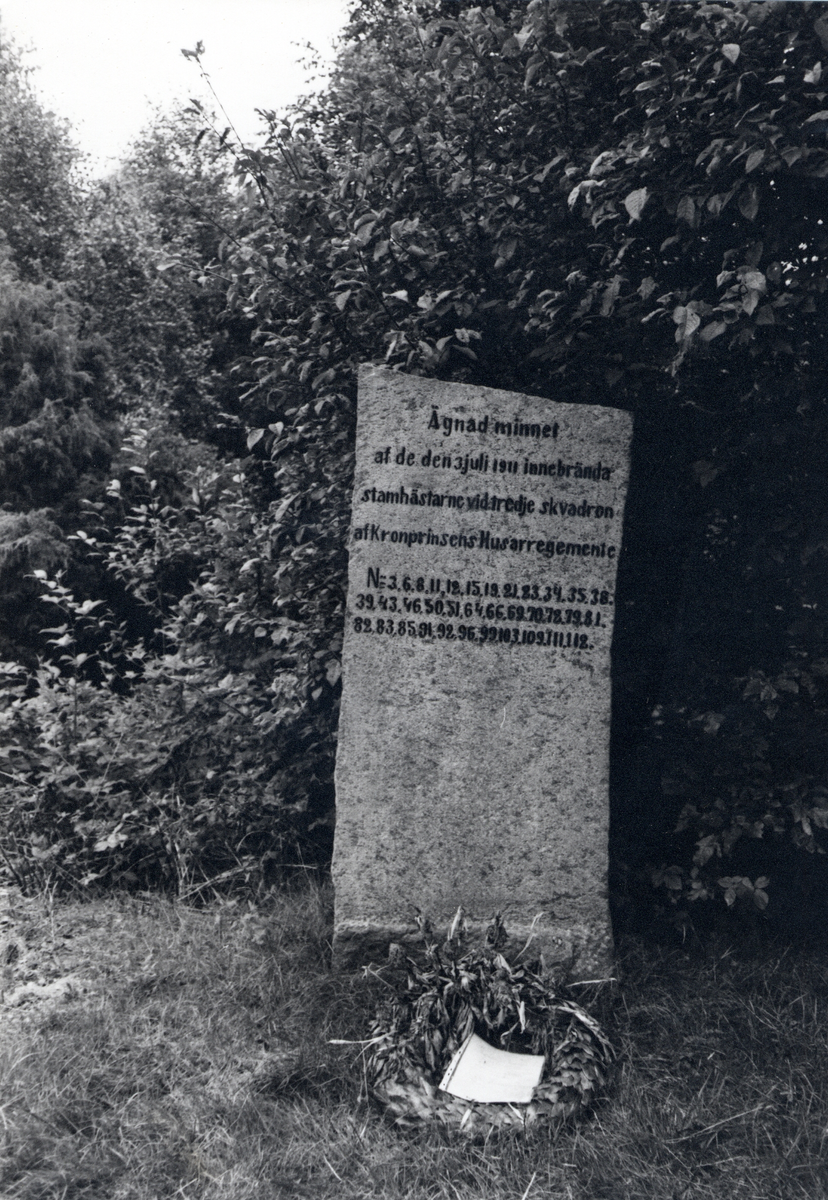 Ägnad minnet
af de den 3 juli 1911 innebrända
stamhästarne vid tredje skvadron
af Kronprinsens Husarregemente
No= 3, 6, 8, 11, 12, 15, 19, 21, 23, 34, 35, 38.
39, 43, 46, 50, 51, 64, 66, 69, 70, 78, 79, 81.
82, 83, 85, 91, 92, 96, 99, 103, 109, 111, 112.